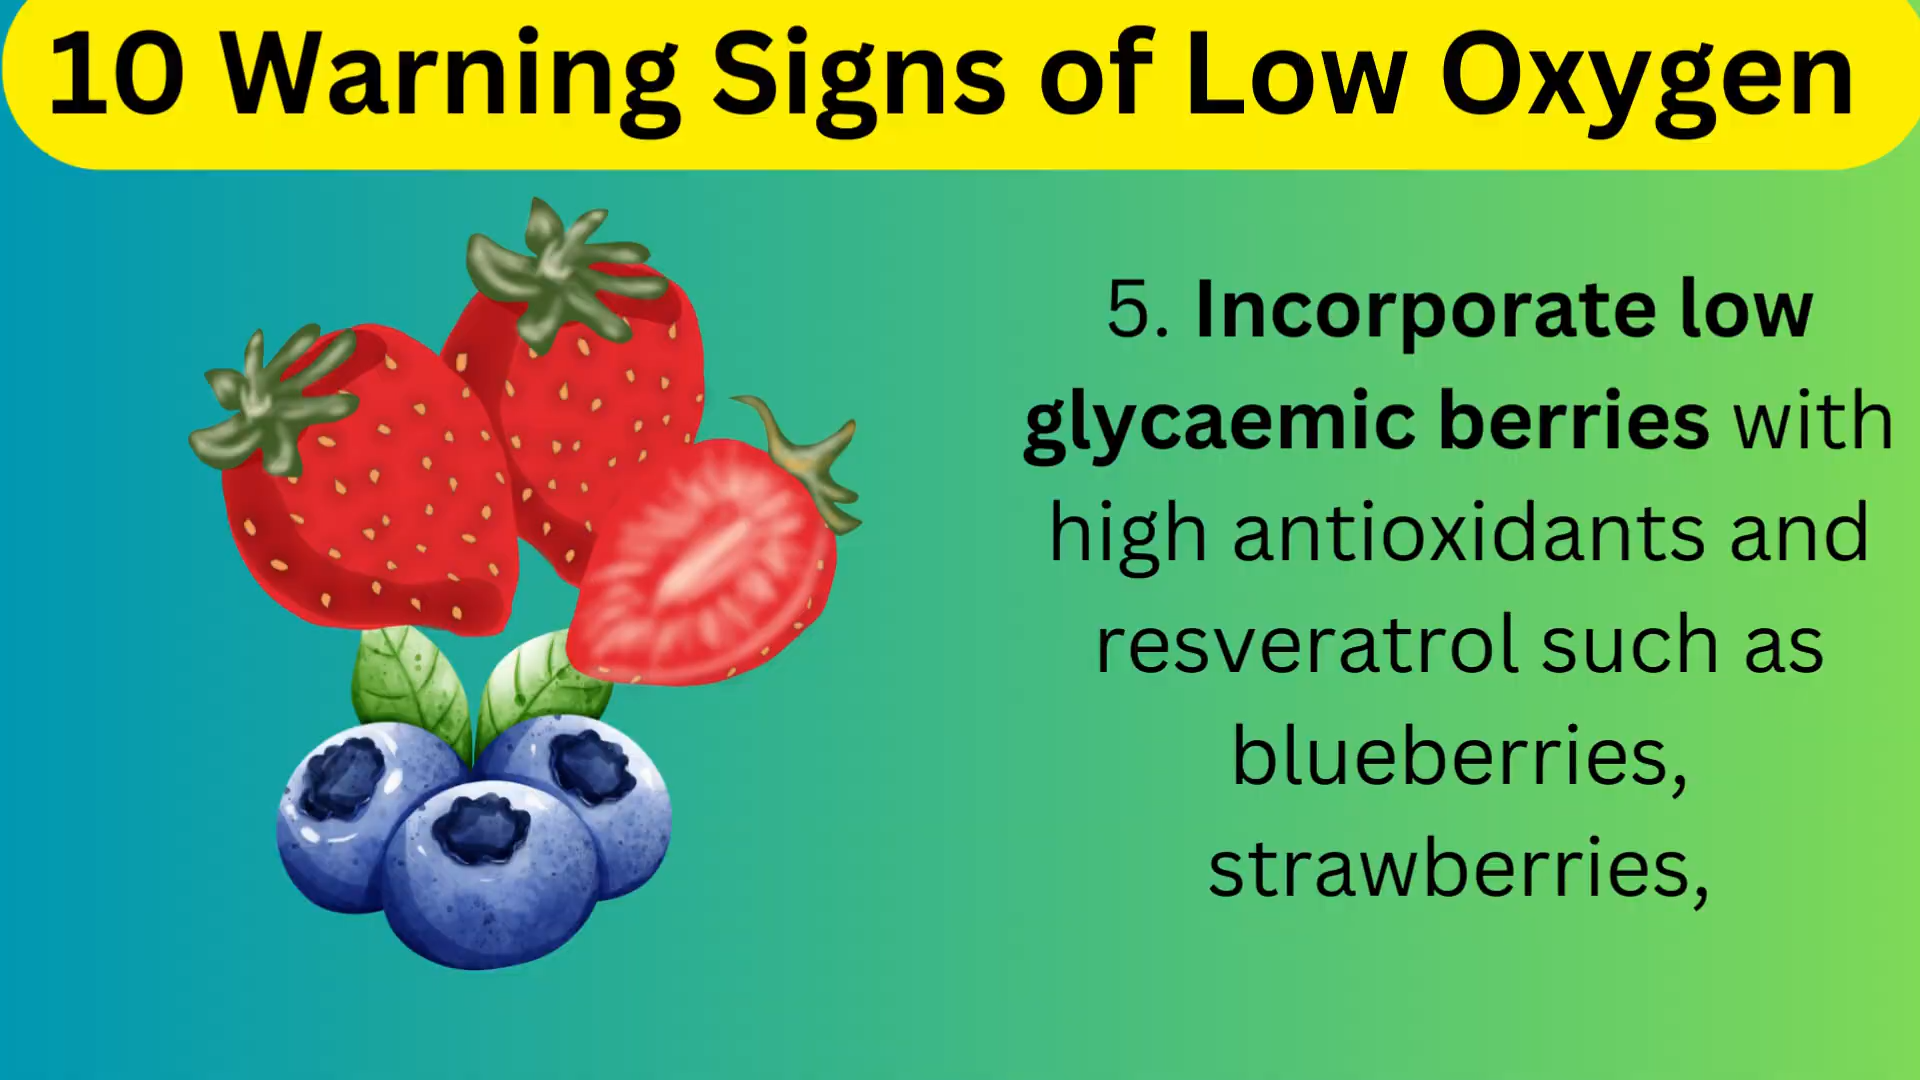 10 Warning Signs of Low Oxygen
5. Incorporate low
glycaemic berries with
high antioxidants and
resveratrol such as
blueberries,
strawberries,